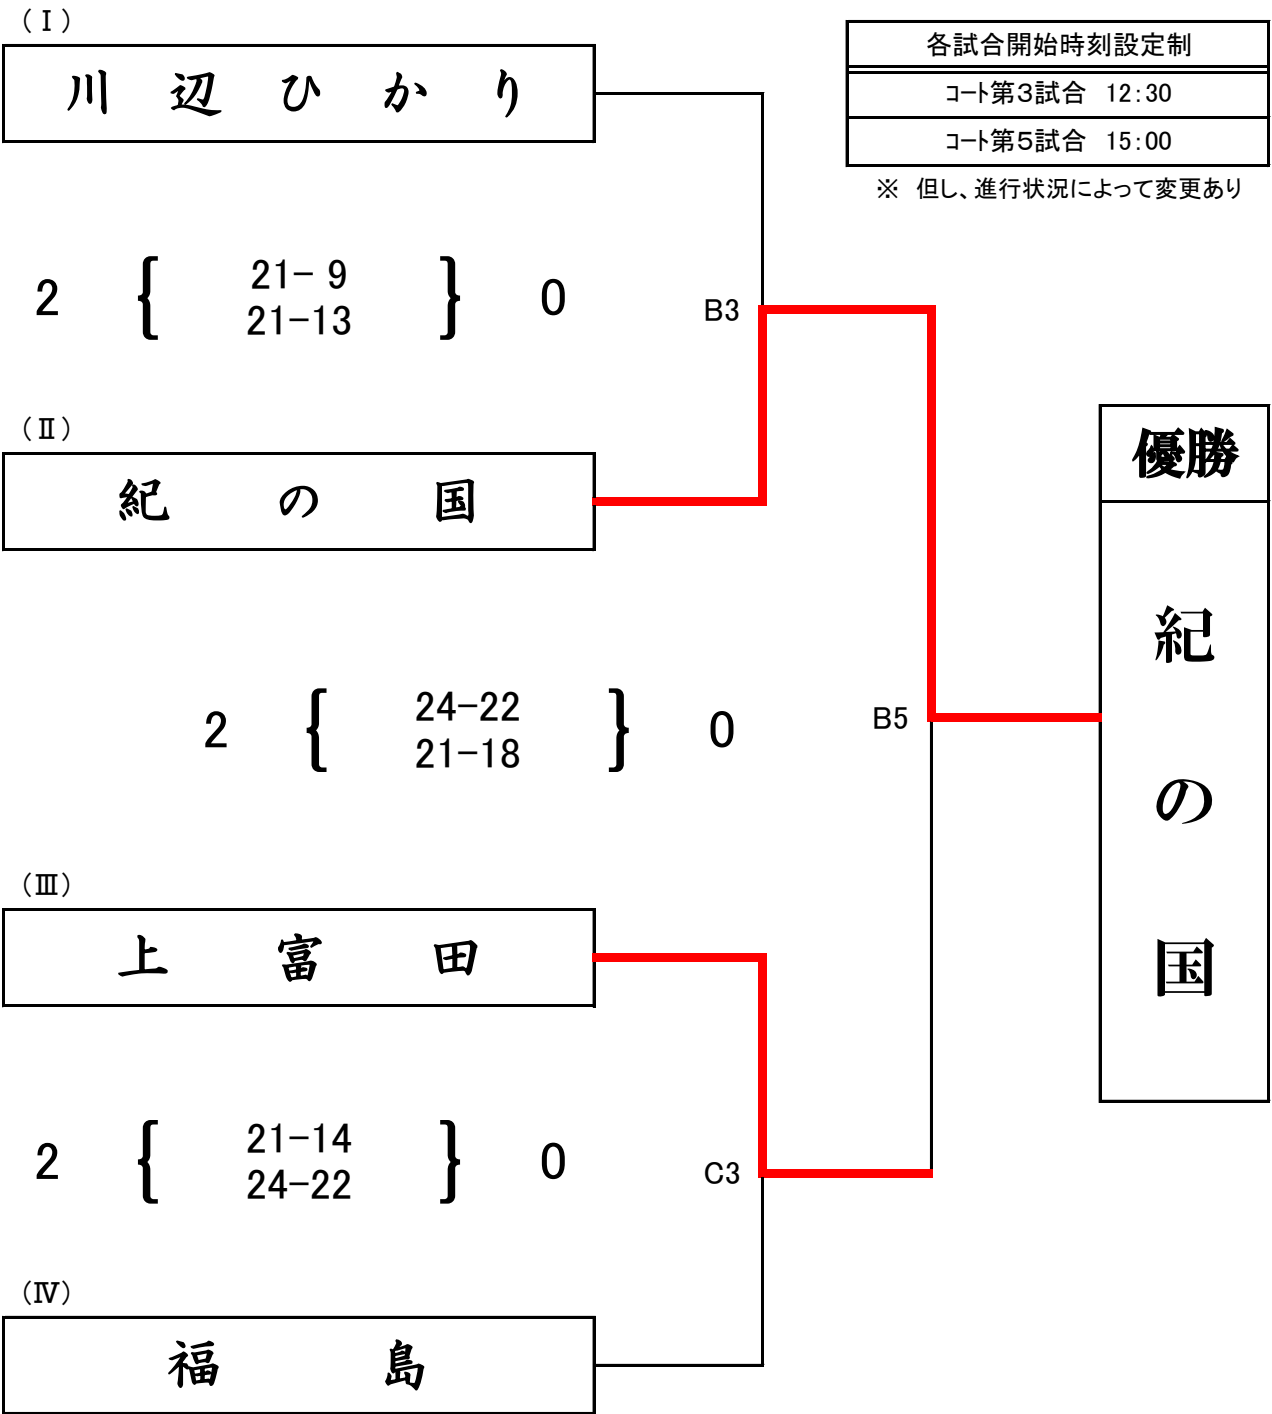 (Ⅰ)
川辺ひかり
各試合開始時刻設定制
ｺｰﾄ第3試合 12:30
ｺｰﾄ第5試合 15:00
※ 但し、進行状況によって変更あり
2 { 21- 9 } 0
21-13
B3
(Ⅱ)
紀の国
優勝
紀の国
2 { 24-22 } 0
21-18
B5
(Ⅲ)
上富田
2 { 21-14 } 0
24-22
C3
(Ⅳ)
福島